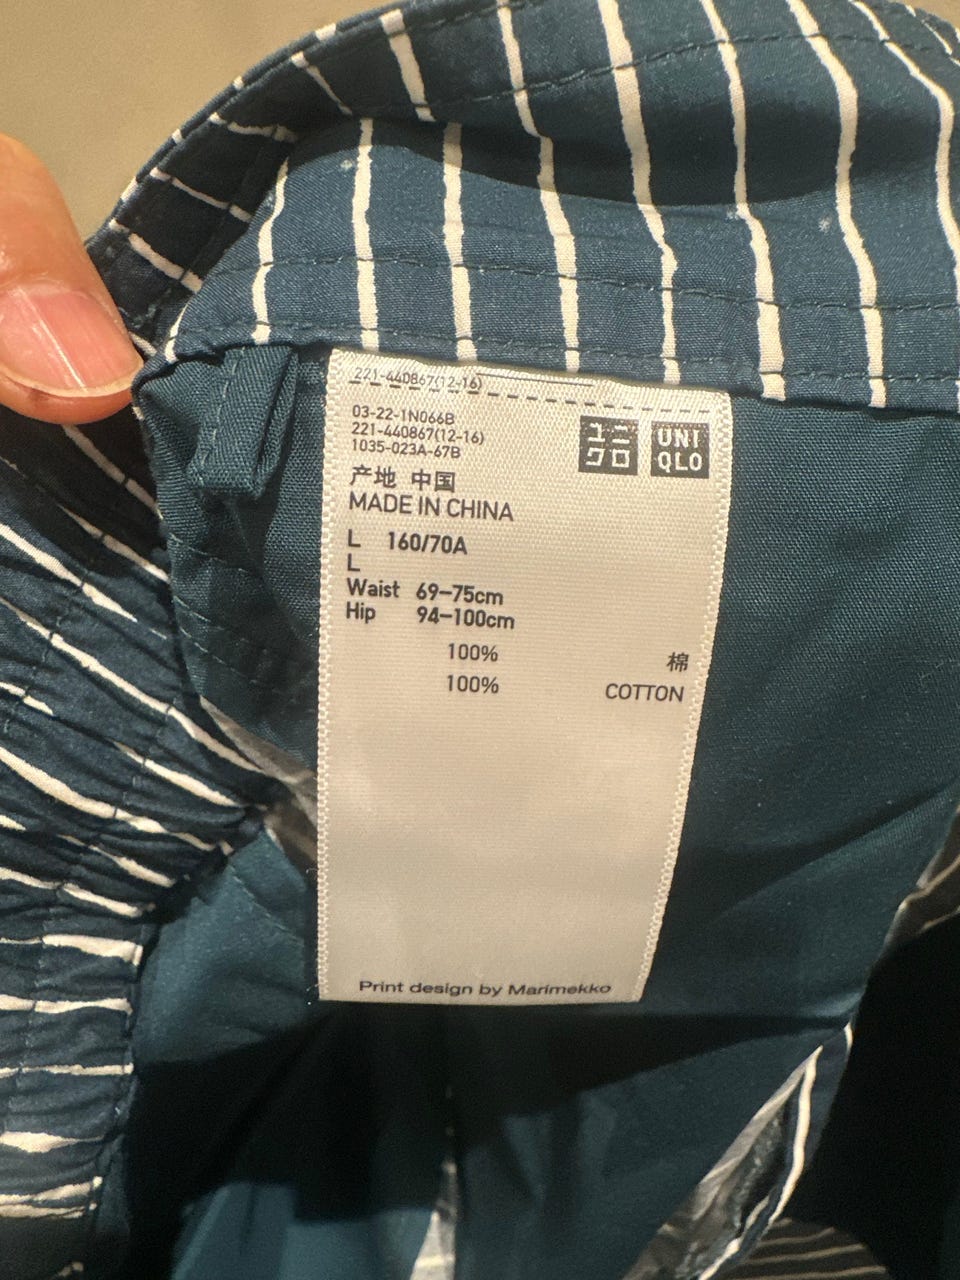 221-440867(12-16)
03-22-1N066B
221-440867(12-16)
1035-023A-67B
ユニ
クロ
UNI
QLO
产地 中国
MADE IN CHINA
L 160/70A
L
Waist 69-75cm
Hip 94-100cm
100% 棉
100% COTTON
Print design by Marimekko